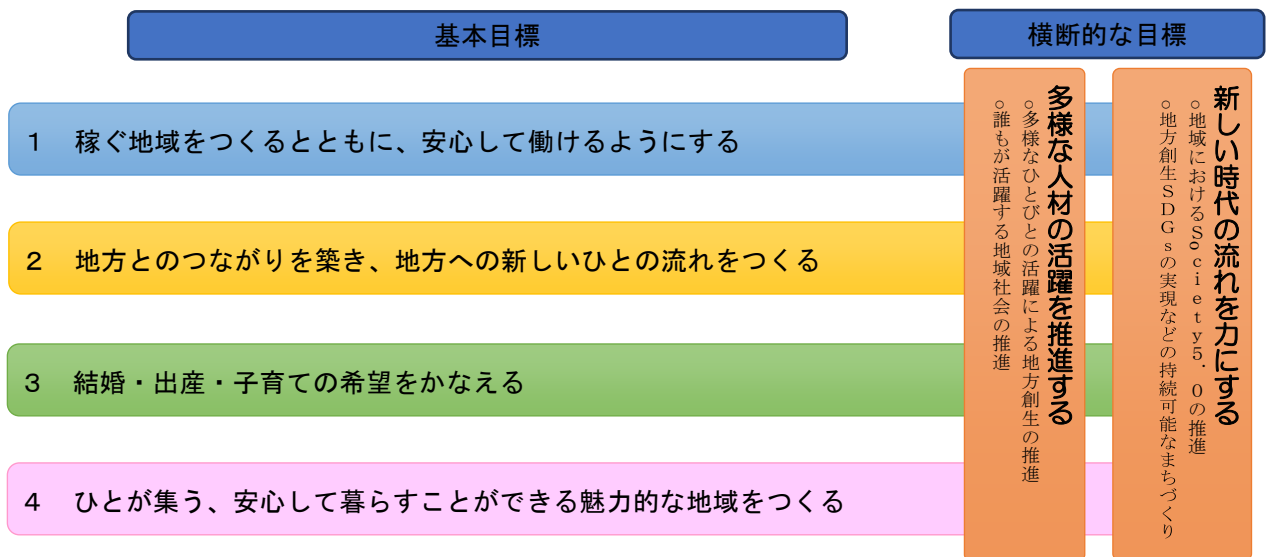 基本目標
横断的な目標
1 稼ぐ地域をつくるとともに、安心して働けるようにする
2 地方とのつながりを築き、地方への新しいひとの流れをつくる
3 結婚・出産・子育ての希望をかなえる
4 ひとが集う、安心して暮らすことができる魅力的な地域をつくる
新しい時代の流れを力にする
○地域におけるSociety5.0の推進
○地方創生SDGsの実現などの持続可能なまちづくり
多様な人材の活躍を推進する
○多様なひとびとの活躍による地方創生の推進
○誰もが活躍する地域社会の推進